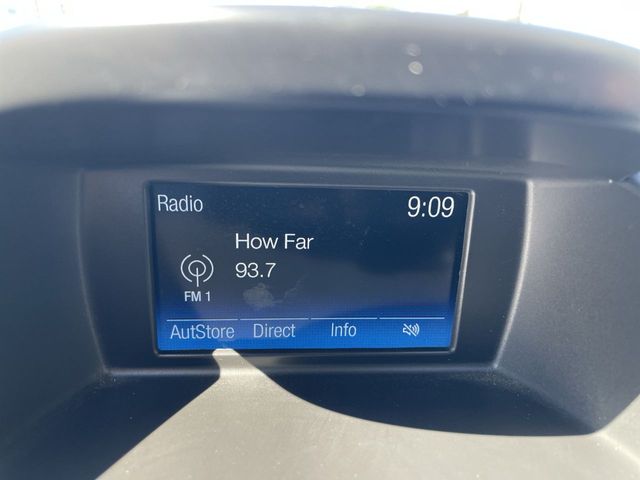 Radio 9:09
How Far
93.7
FM 1
AutStore Direct Info